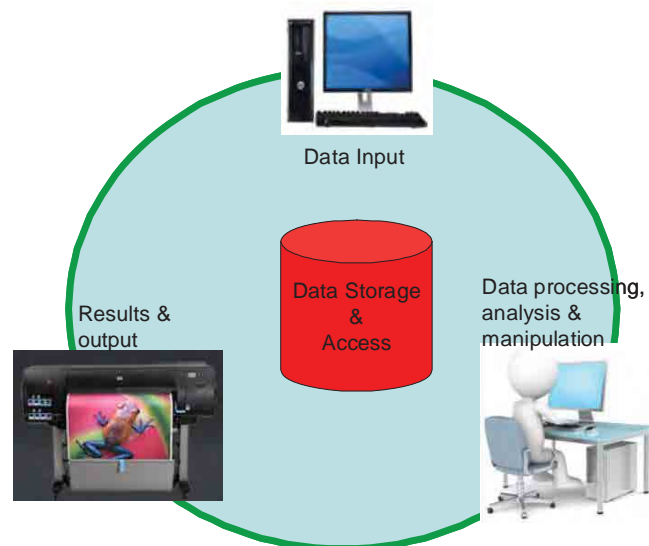 Data Input
Data Storage
&
Access
Data processing,
analysis &
manipulation
Results &
output